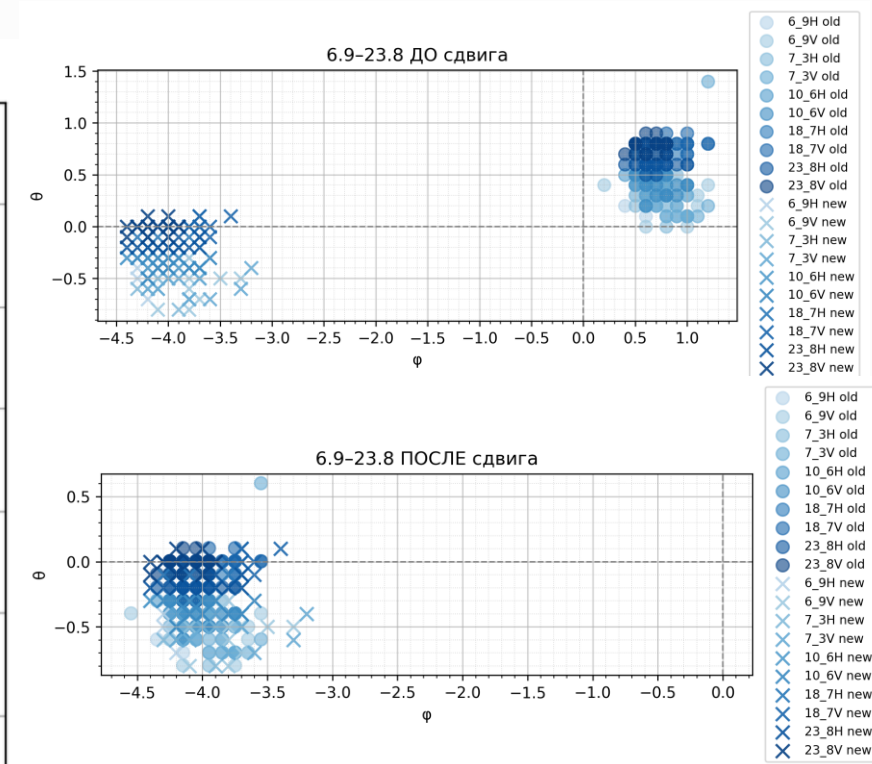 6.9–23.8 ДО сдвига
1.5
1.0
0.5
0.0
−0.5
θ
−4.5 −4.0 −3.5 −3.0 −2.5 −2.0 −1.5 −1.0 −0.5 0.0 0.5 1.0
φ
6_9H old
6_9V old
7_3H old
7_3V old
10_6H old
10_6V old
18_7H old
18_7V old
23_8H old
23_8V old
6_9H new
6_9V new
7_3H new
7_3V new
10_6H new
10_6V new
18_7H new
18_7V new
23_8H new
23_8V new
6.9–23.8 ПОСЛЕ сдвига
0.5
0.0
−0.5
θ
−4.5 −4.0 −3.5 −3.0 −2.5 −2.0 −1.5 −1.0 −0.5 0.0
φ
6_9H old
6_9V old
7_3H old
7_3V old
10_6H old
10_6V old
18_7H old
18_7V old
23_8H old
23_8V old
6_9H new
6_9V new
7_3H new
7_3V new
10_6H new
10_6V new
18_7H new
18_7V new
23_8H new
23_8V new